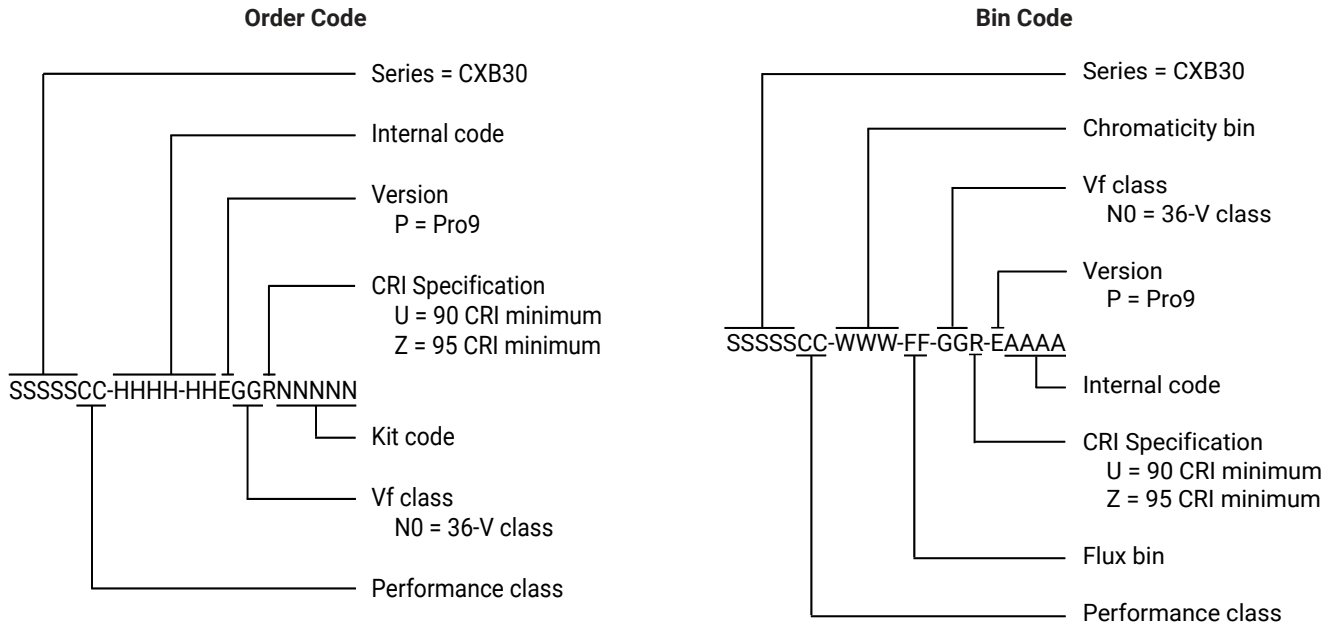 Order Code
Series = CXB30
Internal code
Version
P = Pro9
CRI Specification
U = 90 CRI minimum
Z = 95 CRI minimum
SSSSSCC-HHHH-HHEGGRNNNNN
Kit code
Vf class
N0 = 36-V class
Performance class
Bin Code
Series = CXB30
Chromaticity bin
Vf class
N0 = 36-V class
Version
P = Pro9
SSSSSCC-WWW-FF-GGR-EAAAA
Internal code
CRI Specification
U = 90 CRI minimum
Z = 95 CRI minimum
Flux bin
Performance class